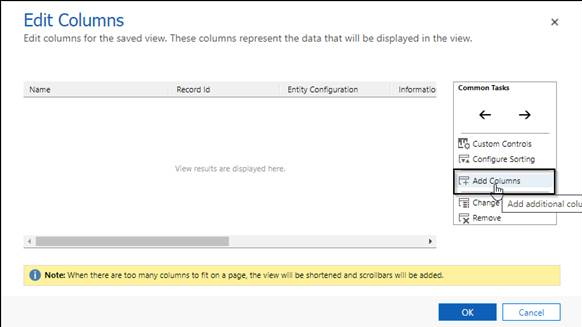 Edit Columns
Edit columns for the saved view. These columns represent the data that will be displayed in the view.
Name Record Id Entity Configuration Informatio
Common Tasks
Custom Controls
Configure Sorting
View results are displayed here.
Add Columns
Change
Add additional colu
Remove
Note: When there are too many columns to fit on a page, the view will be shortened and scrollbars will be added.
OK Cancel